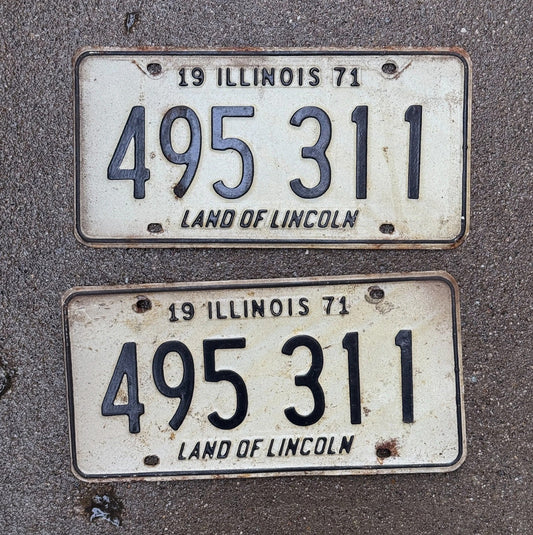 19 ILLINOIS 71
495 311
LAND OF LINCOLN
19 ILLINOIS 71
495 311
LAND OF LINCOLN